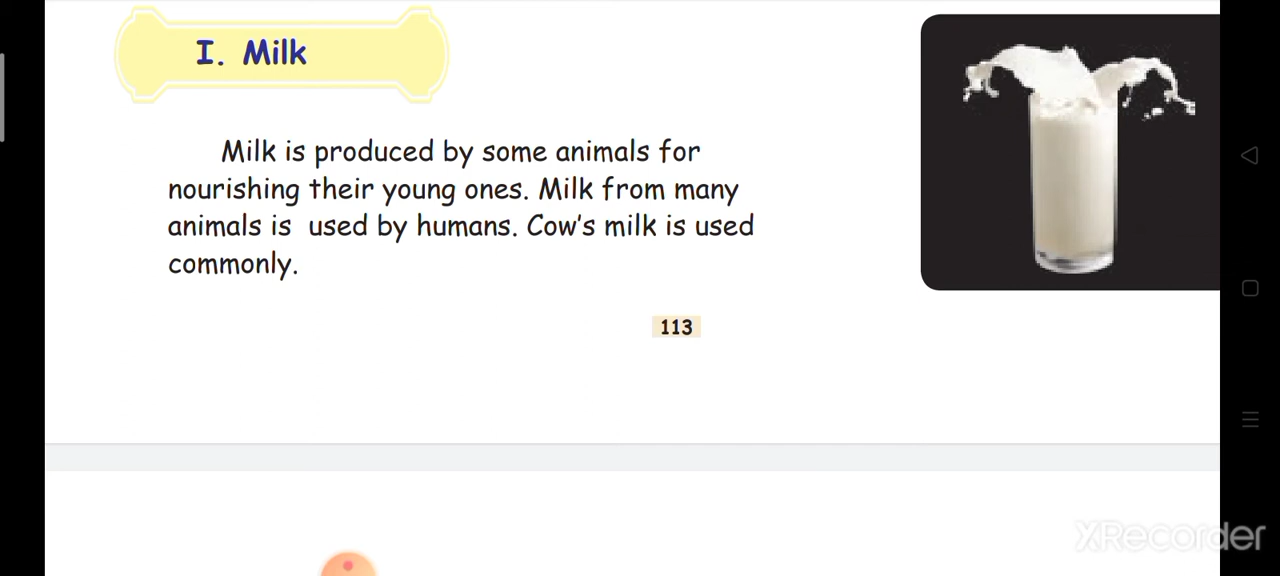 I. Milk
Milk is produced by some animals for
nourishing their young ones. Milk from many
animals is used by humans. Cow's milk is used
commonly.
113
XRecorder